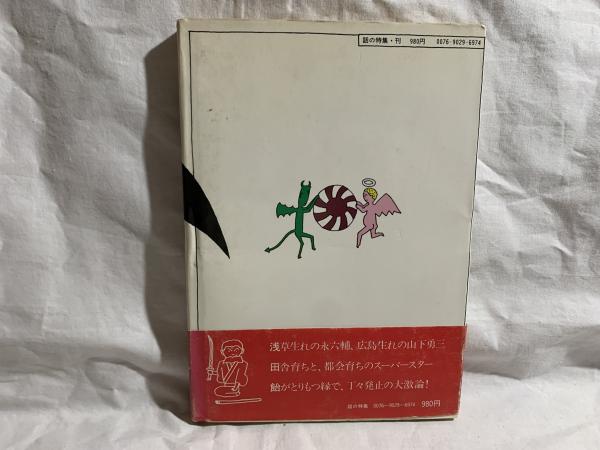 話の特集・刊 980円 0076-9029-6974
浅草生れの永六輔、広島生れの山下勇三
田舎育ちと、都会育ちのスーパースター
飴がとりもつ縁で、丁々発止の大激論!
話の特集 0076-9029-6974 980円